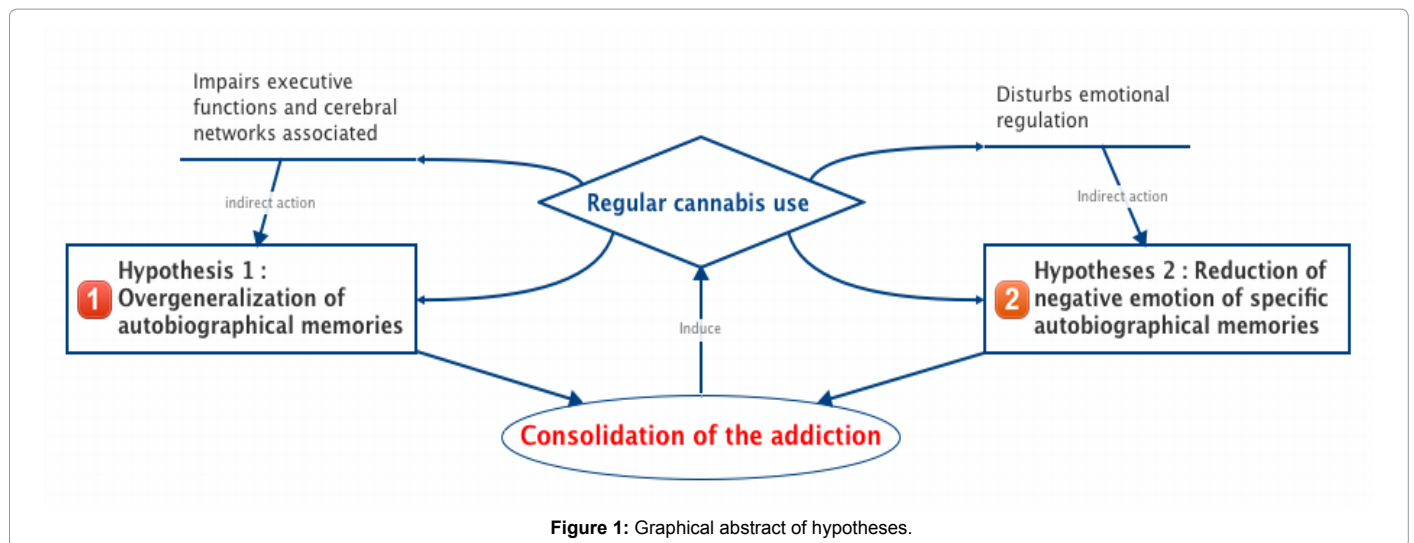 Impairs executive
functions and cerebral
networks associated
Disturbs emotional
regulation
Regular cannabis use
indirect action
Indirect action
1
Hypothesis 1 :
Overgeneralization of
autobiographical memories
2
Hypotheses 2 : Reduction of
negative emotion of specific
autobiographical memories
Induce
Consolidation of the addiction
Figure 1: Graphical abstract of hypotheses.